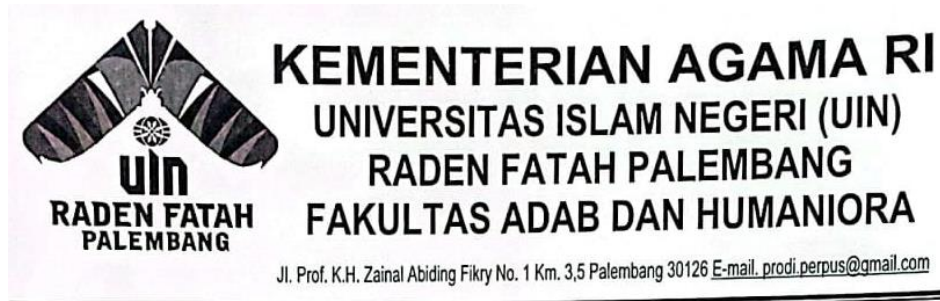 uin
RADEN FATAH
PALEMBANG
KEMENTERIAN AGAMA RI
UNIVERSITAS ISLAM NEGERI (UIN)
RADEN FATAH PALEMBANG
FAKULTAS ADAB DAN HUMANIORA
Jl. Prof. K.H. Zainal Abiding Fikry No. 1 Km. 3,5 Palembang 30126 E-mail. prodi.perpus@gmail.com